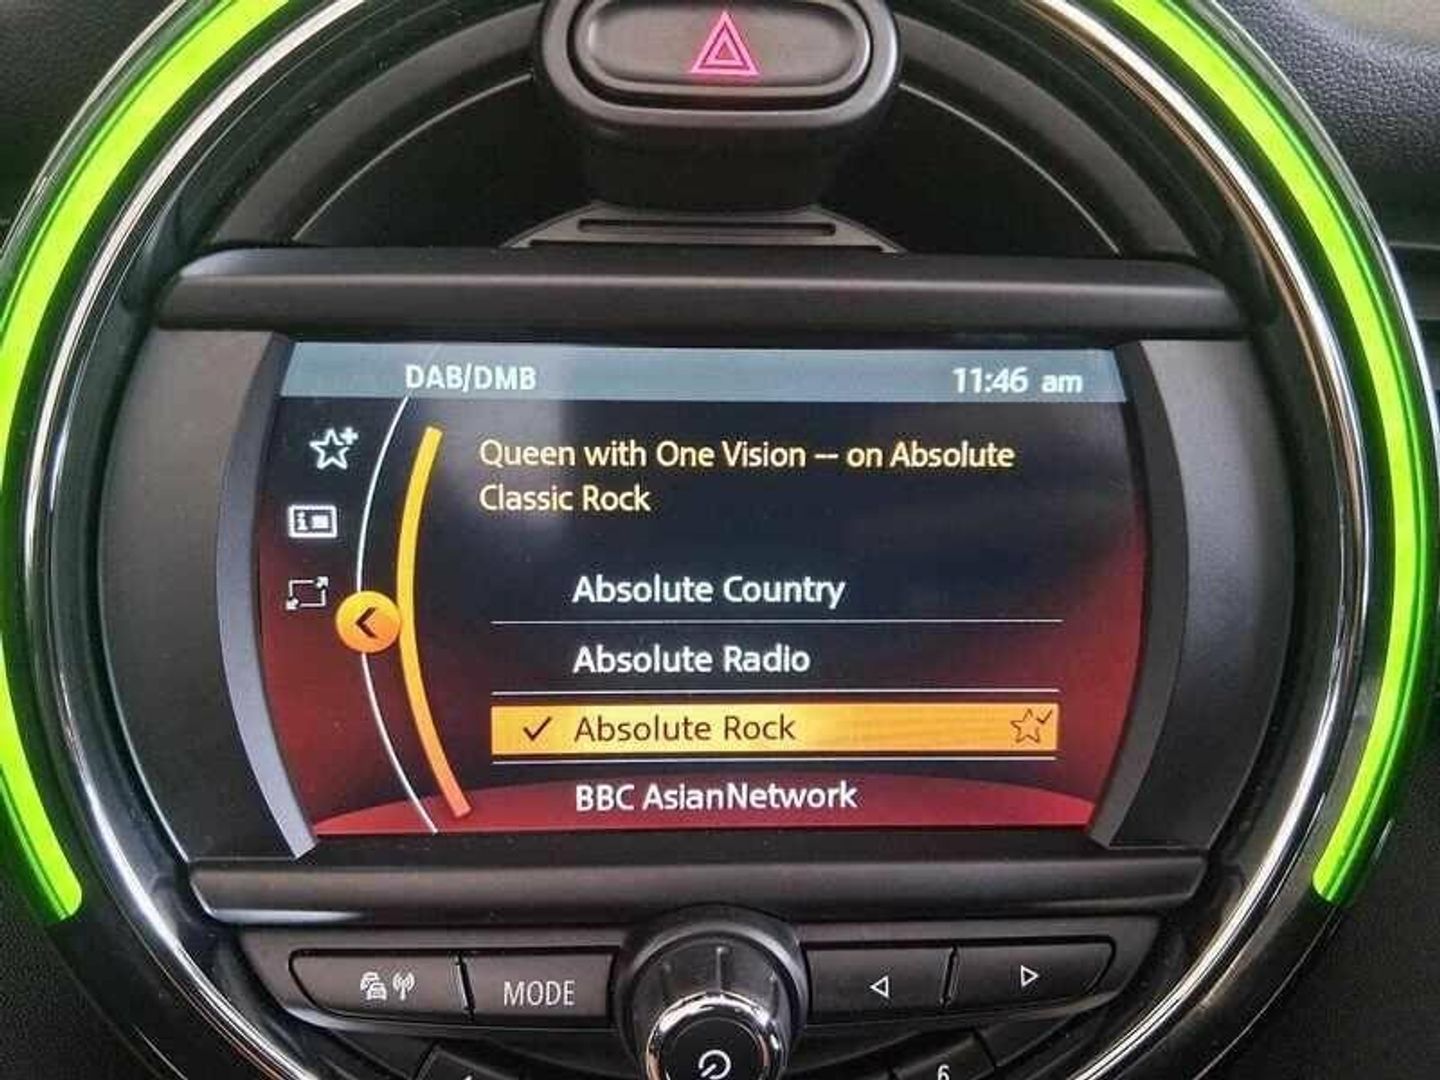 DAB/DMB 11:46 am
Queen with One Vision -- on Absolute
Classic Rock
Absolute Country
Absolute Radio
Absolute Rock
BBC AsianNetwork
MODE
6